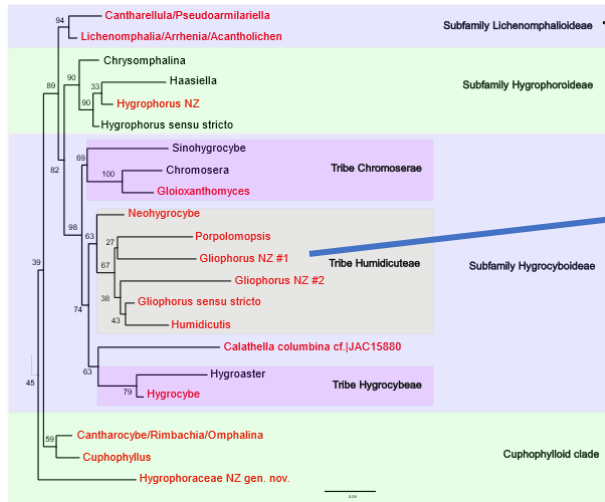 Cantharellula/Pseudoarmilariella
94
Subfamily Lichenomphalioideae
Lichenomphalia/Arrhenia/Acantholichen
89
Chrysomphalina
90
Haasiella
33
Subfamily Hygrophoroideae
Hygrophorus NZ
90
Hygrophorus sensu stricto
82
Sinohygrocybe
69
Tribe Chromoserae
Chromosera
100
Gloioxanthomyces
98
Neohygrocybe
Porpolomopsis
27
63
Gliophorus NZ #1
Tribe Humidicuteae
Subfamily Hygrocyboideae
67
39
Gliophorus NZ #2
38
Gliophorus sensu stricto
74
43
Humidicutis
Calathella columbina cf.|JAC15880
63
Hygroaster
45
Tribe Hygrocybeae
79
Hygrocybe
Cantharocybe/Rimbachia/Omphalina
59
Cuphophylloid clade
Cuphophyllus
Hygrophoraceae NZ gen. nov.